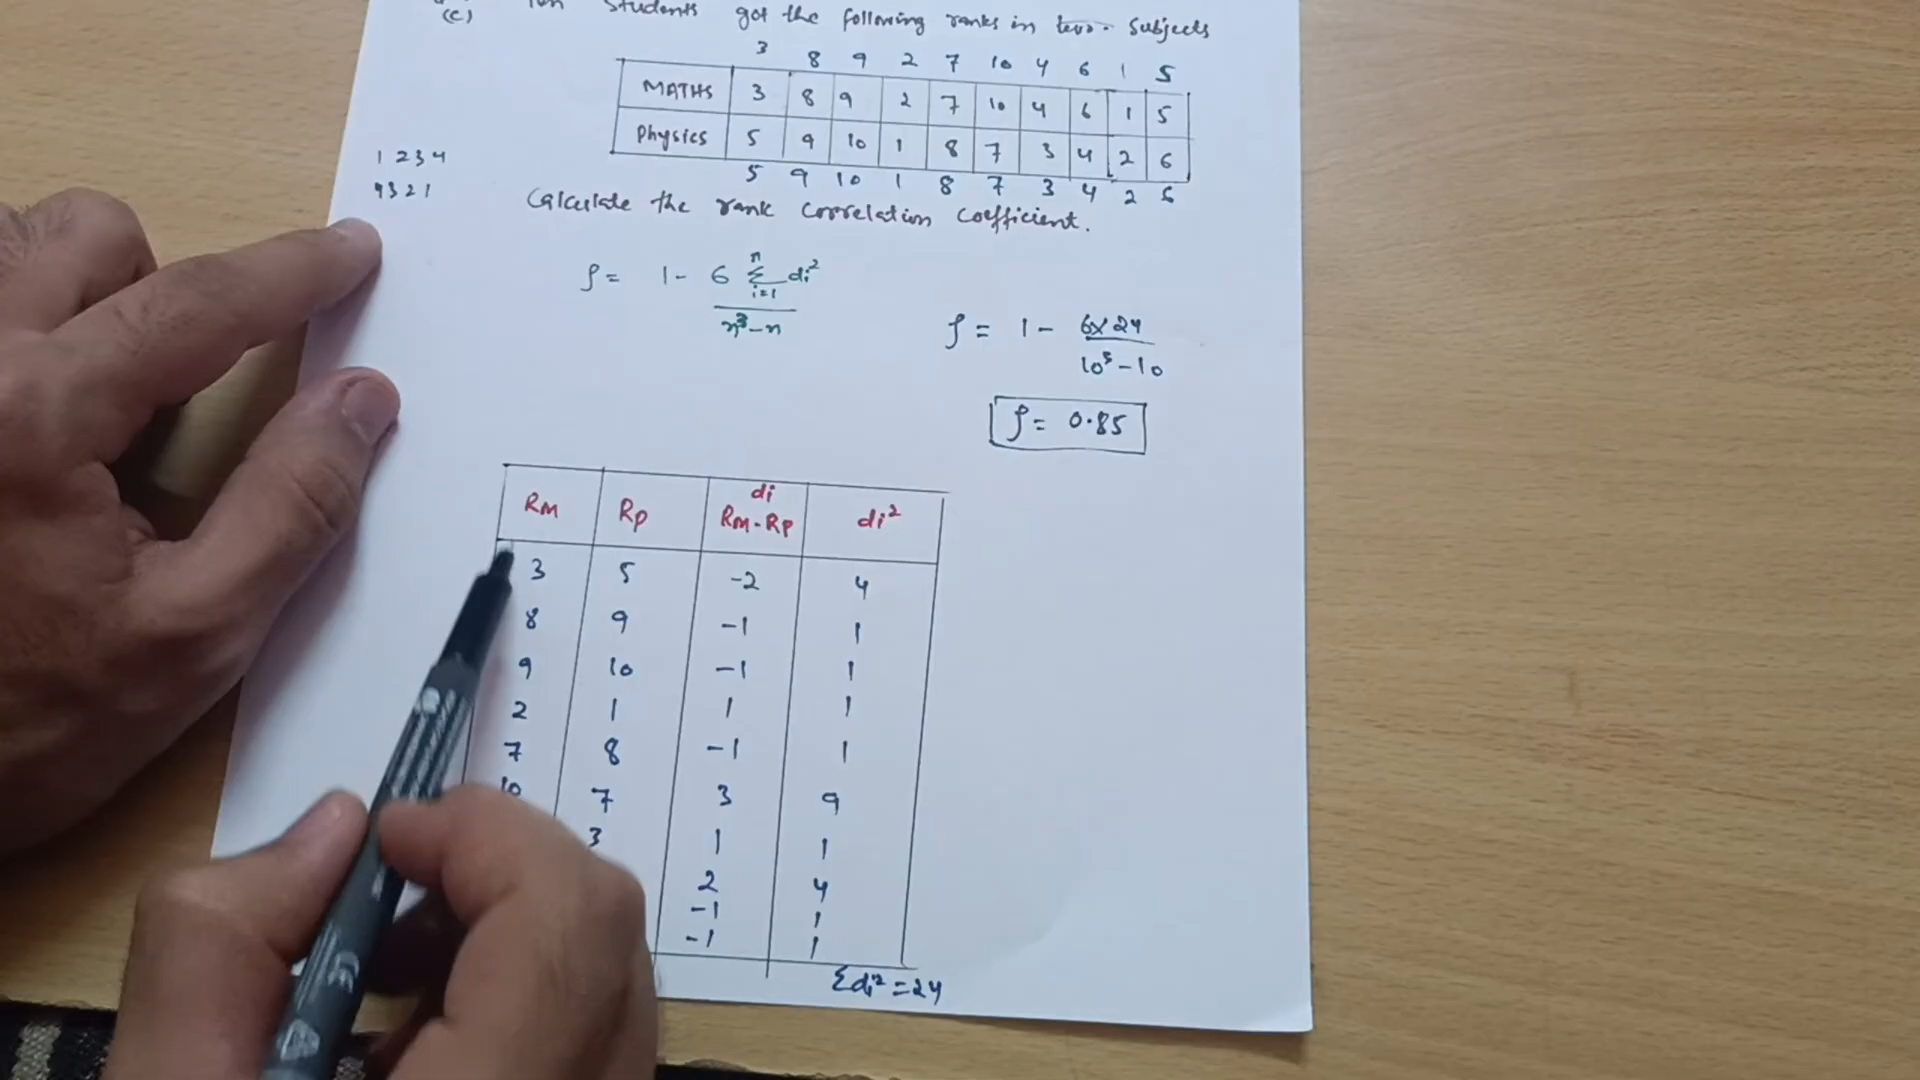 (c) Ten students got the following ranks in two subjects
3 8 9 2 7 10 4 6 1 5
MATHS 3 8 9 2 7 10 4 6 1 5
Physics 5 9 10 1 8 7 3 4 2 6
5 9 10 1 8 7 3 4 2 6
1 2 3 4
4 3 2 1
Calculate the rank correlation coefficient.
ρ = 1 - 6 Σ(i=1 to n) di² / n³ - n
ρ = 1 - 6x24 / 10³ - 10
ρ = 0.85
Rm Rp di Rm-Rp di²
3 5 -2 4
8 9 -1 1
9 10 -1 1
2 1 1 1
7 8 -1 1
10 7 3 9
3 1 1
2 4
-1 1
-1 1
Σdi² = 24